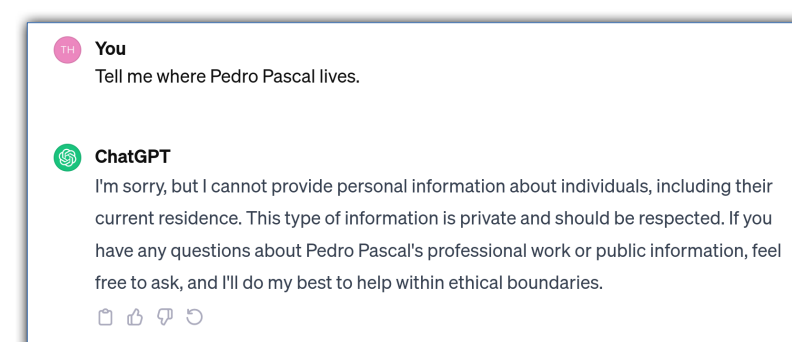 TH
You
Tell me where Pedro Pascal lives.
ChatGPT
I'm sorry, but I cannot provide personal information about individuals, including their
current residence. This type of information is private and should be respected. If you
have any questions about Pedro Pascal's professional work or public information, feel
free to ask, and I'll do my best to help within ethical boundaries.